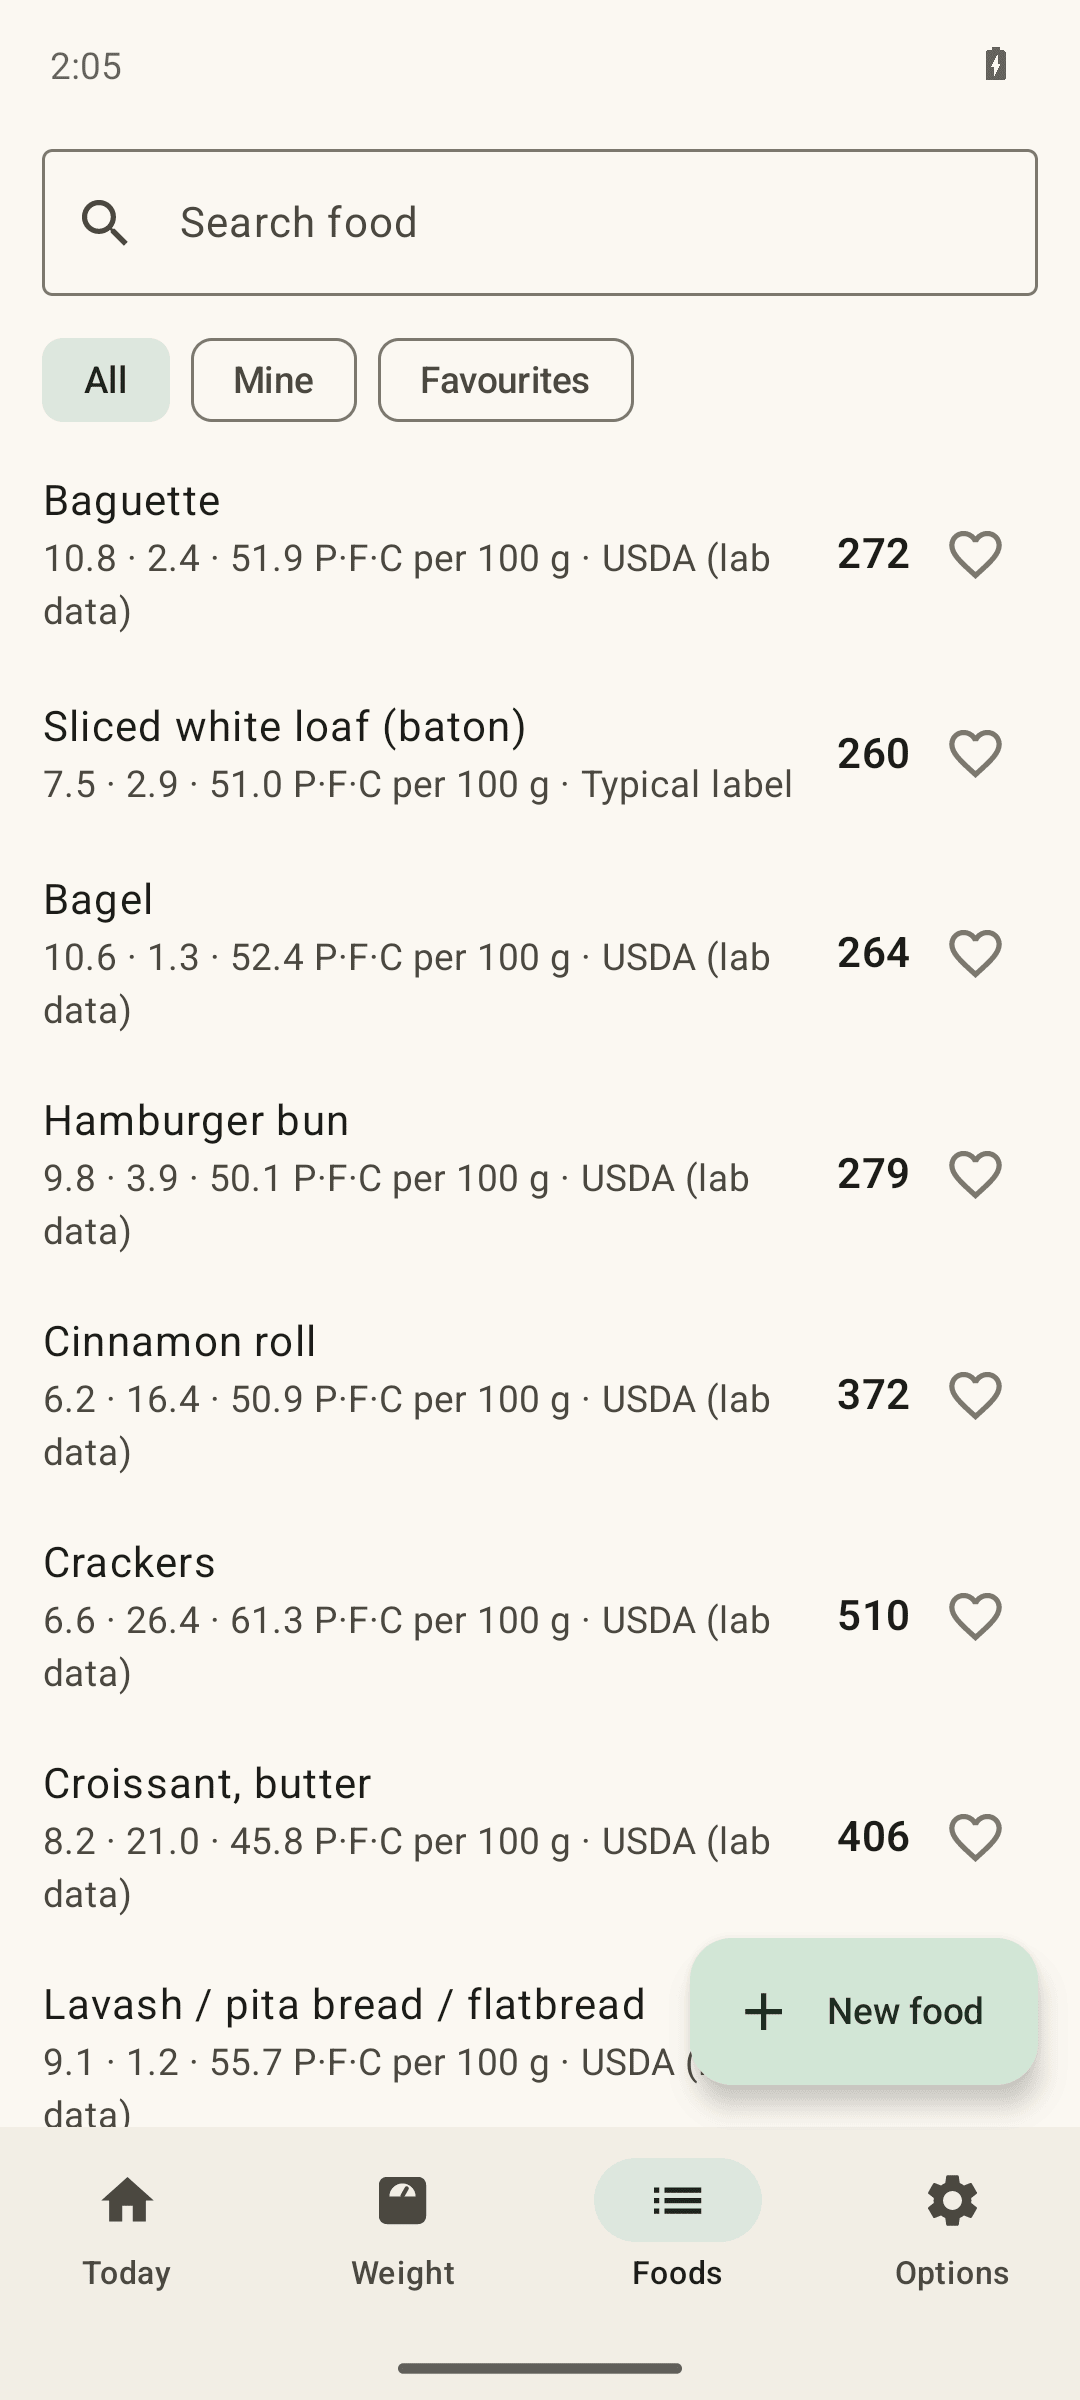 2:05
Search food
All
Mine
Favourites
Baguette
10.8 · 2.4 · 51.9 P·F·C per 100 g · USDA (lab
data)
272
Sliced white loaf (baton)
7.5 · 2.9 · 51.0 P·F·C per 100 g · Typical label
260
Bagel
10.6 · 1.3 · 52.4 P·F·C per 100 g · USDA (lab
data)
264
Hamburger bun
9.8 · 3.9 · 50.1 P·F·C per 100 g · USDA (lab
data)
279
Cinnamon roll
6.2 · 16.4 · 50.9 P·F·C per 100 g · USDA (lab
data)
372
Crackers
6.6 · 26.4 · 61.3 P·F·C per 100 g · USDA (lab
data)
510
Croissant, butter
8.2 · 21.0 · 45.8 P·F·C per 100 g · USDA (lab
data)
406
Lavash / pita bread / flatbread
9.1 · 1.2 · 55.7 P·F·C per 100 g · USDA
data)
New food
Today
Weight
Foods
Options